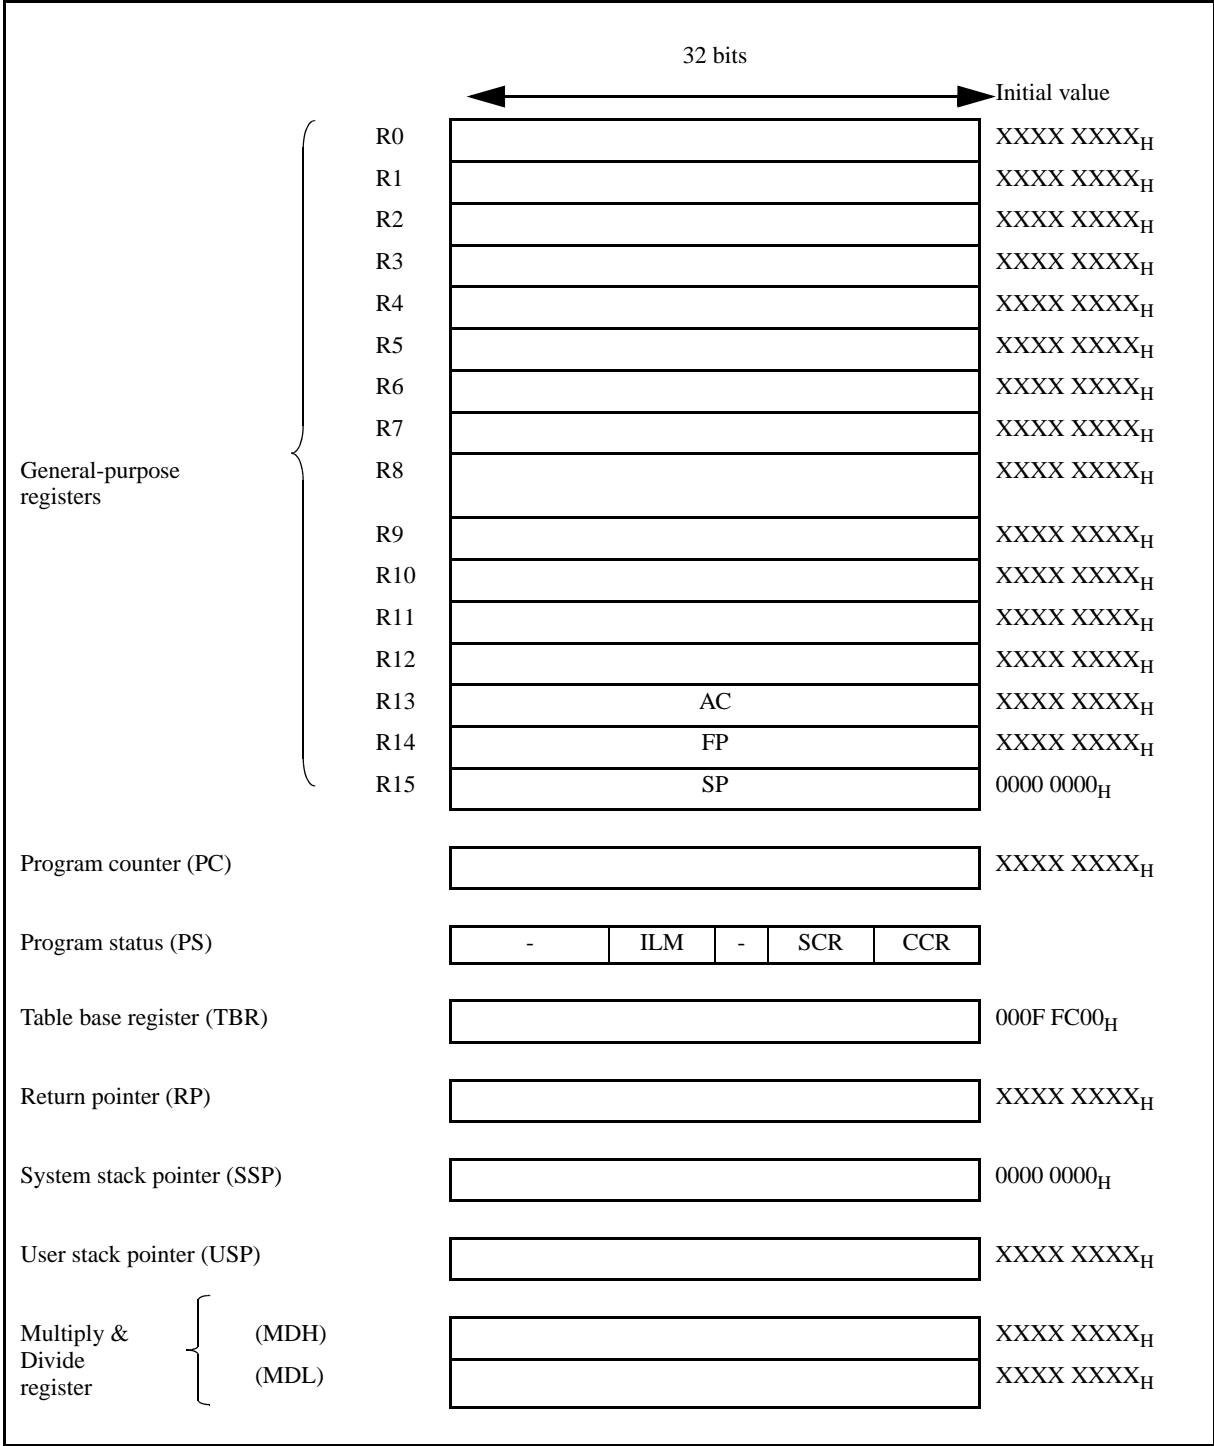 32 bits
Initial value
R0 XXXX XXXXH
R1 XXXX XXXXH
R2 XXXX XXXXH
R3 XXXX XXXXH
R4 XXXX XXXXH
R5 XXXX XXXXH
R6 XXXX XXXXH
R7 XXXX XXXXH
General-purpose
registers
R8 XXXX XXXXH
R9 XXXX XXXXH
R10 XXXX XXXXH
R11 XXXX XXXXH
R12 XXXX XXXXH
R13 AC XXXX XXXXH
R14 FP XXXX XXXXH
R15 SP 0000 0000H
Program counter (PC) XXXX XXXXH
Program status (PS) - ILM - SCR CCR
Table base register (TBR) 000F FC00H
Return pointer (RP) XXXX XXXXH
System stack pointer (SSP) 0000 0000H
User stack pointer (USP) XXXX XXXXH
Multiply &
Divide
register
(MDH) XXXX XXXXH
(MDL) XXXX XXXXH